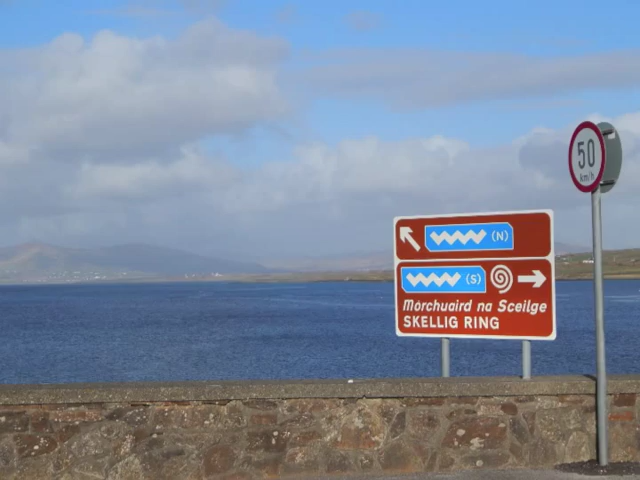 50
km/h
(N)
(S)
Mórchuaird na Sceilge
SKELLIG RING